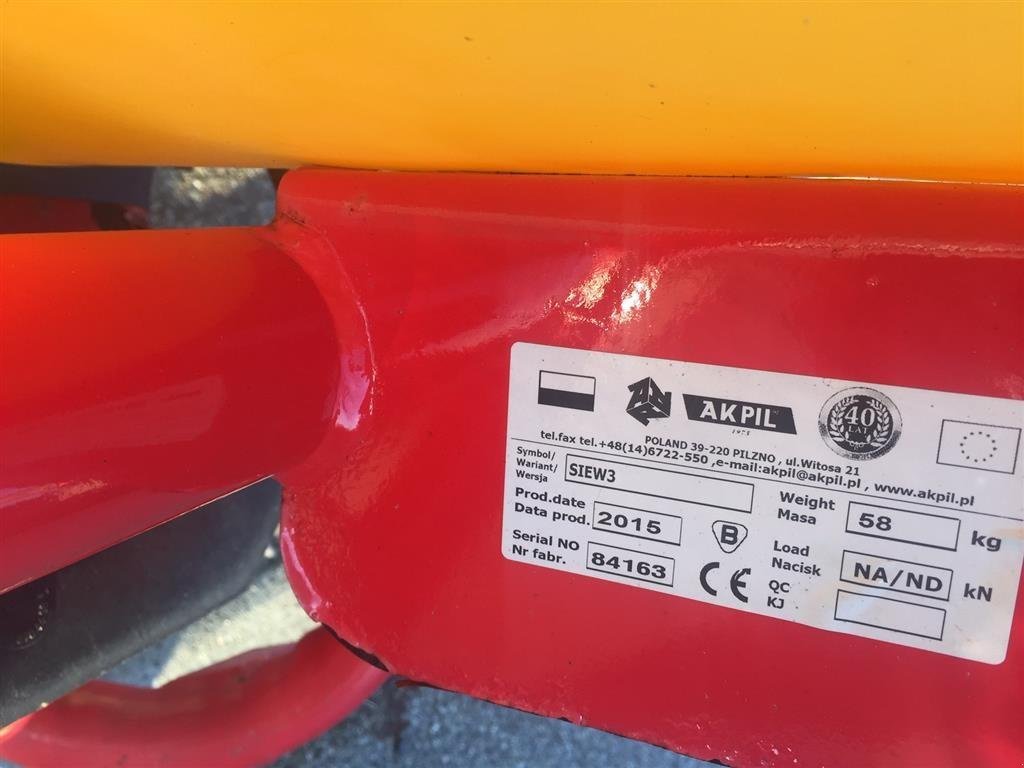 AKPIL
1975
40
LAT
POLAND 39-220 PILZNO , ul.Witosa 21
tel.fax tel.+48(14)6722-550 ,e-mail:akpil@akpil.pl , www.akpil.pl
Symbol/
Wariant/
Wersja
SIEW3
Prod.date
Data prod.
2015
B
Serial NO
Nr fabr.
84163
CE
Weight
Masa
58
kg
Load
Nacisk
NA/ND
kN
QC
KJ